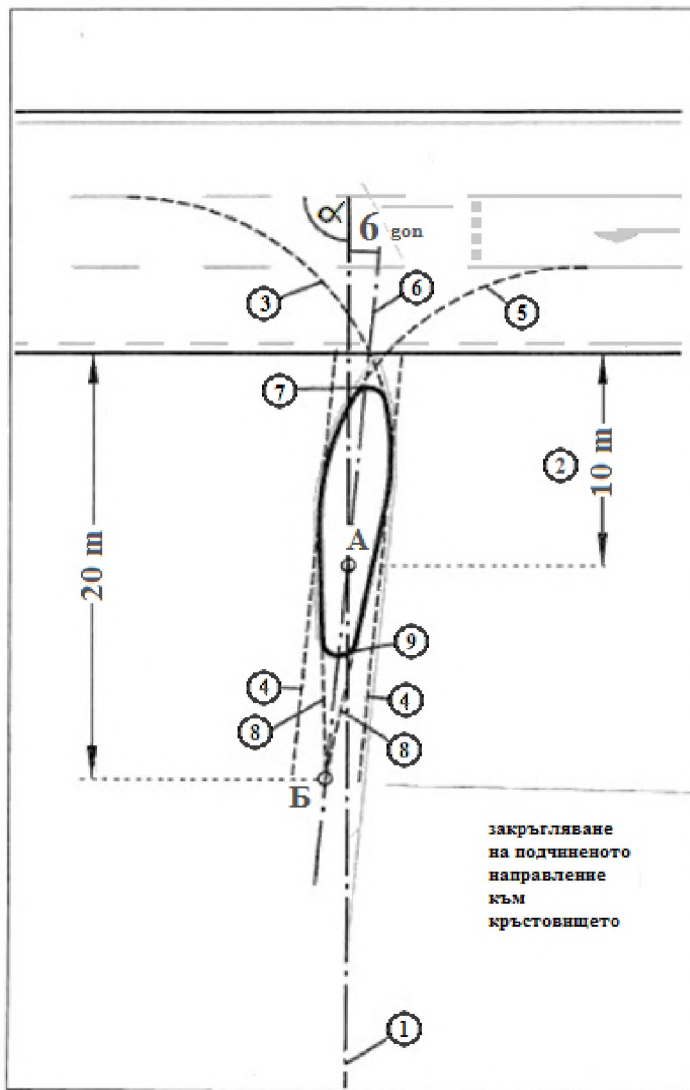 α
6 gon
6
3
5
7
2
10 m
20 m
А
9
4
4
8
8
Б
закръгляване
на подчиненото
направление
към
кръстовището
1